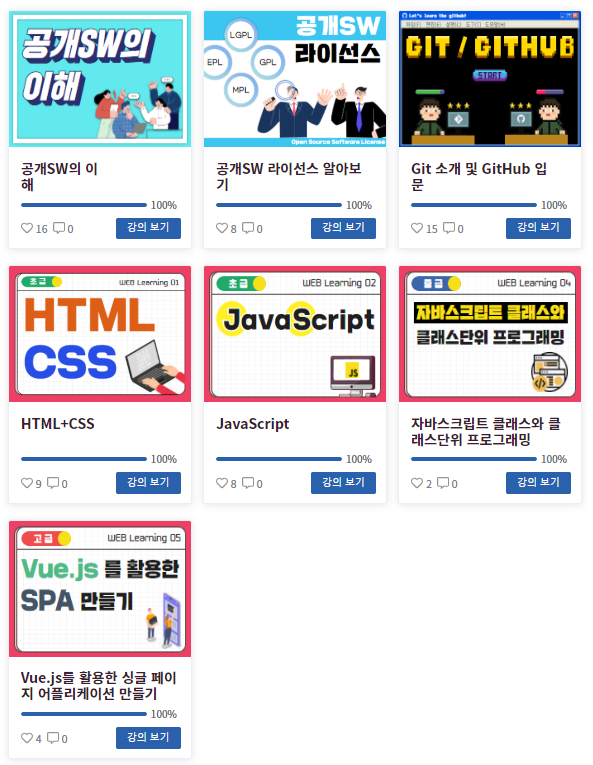 공개SW의
이해
공개SW의 이
해
100%
16 0
강의 보기
공개SW
라이선스
LGPL
EPL
GPL
MPL
Open Source Software License
공개SW 라이선스 알아보
기
100%
8 0
강의 보기
Let's learn the github!
GIT / GITHUB
START
Git 소개 및 GitHub 입
문
100%
15 0
강의 보기
초급
WEB Learning 01
HTML
CSS
HTML+CSS
100%
9 0
강의 보기
초급
WEB Learning 02
JavaScript
JS
JavaScript
100%
8 0
강의 보기
중급
WEB Learning 04
자바스크립트 클래스와
클래스단위 프로그래밍
자바스크립트 클래스와 클
래스단위 프로그래밍
100%
2 0
강의 보기
고급
WEB Learning 05
Vue.js 를 활용한
SPA 만들기
Vue.js를 활용한 싱글 페이
지 어플리케이션 만들기
100%
4 0
강의 보기